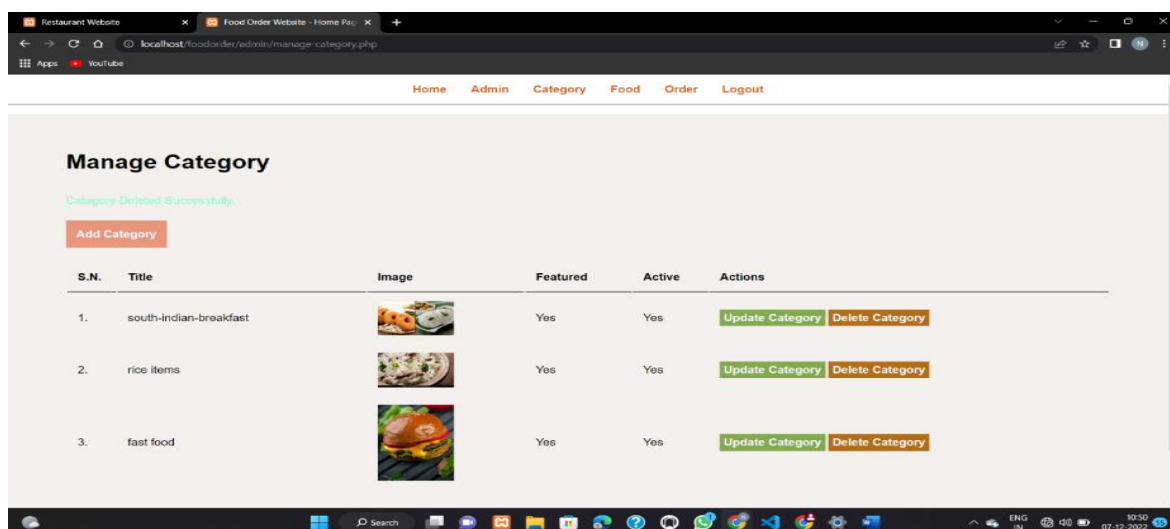 Restaurant Website
Food Order Website - Home Pag
localhost/foodorder/admin/manage-category.php
Apps YouTube
Home Admin Category Food Order Logout
Manage Category
Category Deleted Successfully.
Add Category
S.N. Title Image Featured Active Actions
1. south-indian-breakfast Yes Yes Update Category Delete Category
2. rice items Yes Yes Update Category Delete Category
3. fast food Yes Yes Update Category Delete Category
Search
ENG
IN
10:50
07-12-2022